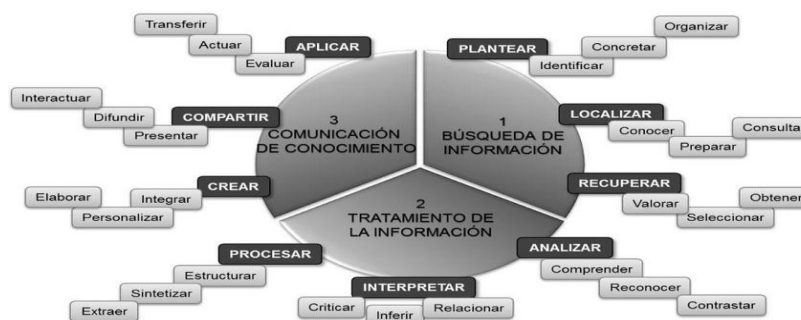 Transferir
Actuar
Evaluar
APLICAR
PLANTEAR
Identificar
Concretar
Organizar
Interactuar
Difundir
Presentar
COMPARTIR
3
COMUNICACIÓN
DE CONOCIMIENTO
1
BÚSQUEDA DE
INFORMACIÓN
LOCALIZAR
Conocer
Preparar
Consulta
Elaborar
Personalizar
Integrar
CREAR
2
TRATAMIENTO DE
LA INFORMACIÓN
RECUPERAR
Valorar
Seleccionar
Obtener
PROCESAR
Estructurar
Sintetizar
Extraer
INTERPRETAR
Criticar
Inferir
Relacionar
ANALIZAR
Comprender
Reconocer
Contrastar